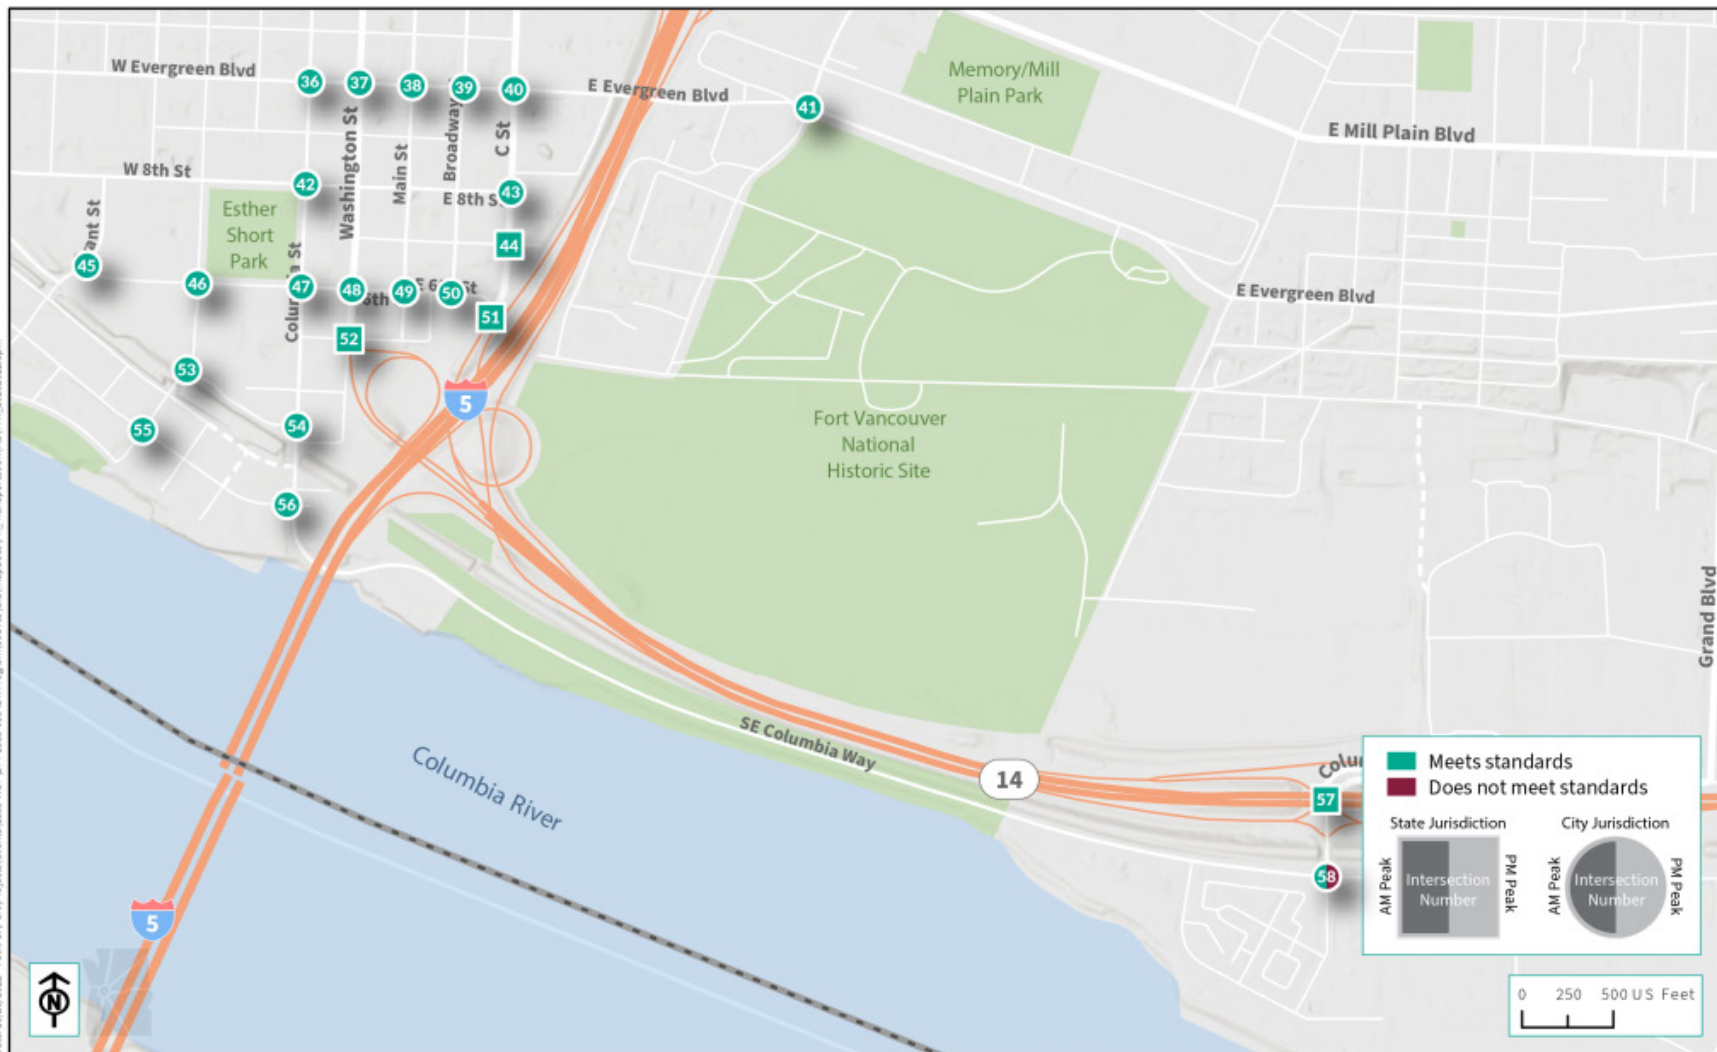 W Evergreen Blvd
36
37
38
39
40
E Evergreen Blvd
41
Memory/Mill
Plain Park
E Mill Plain Blvd
Washington St
Main St
Broadway
C St
W 8th St
42
E 8th S
43
44
Esther
Short
Park
45
46
47
48
49
50
51
52
E Evergreen Blvd
5
Fort Vancouver
National
Historic Site
53
54
55
56
Grand Blvd
SE Columbia Way
Columbia River
14
57
58
5
Meets standards
Does not meet standards
State Jurisdiction
City Jurisdiction
AM Peak
Intersection
Number
PM Peak
AM Peak
Intersection
Number
PM Peak
N
0 250 500 US Feet